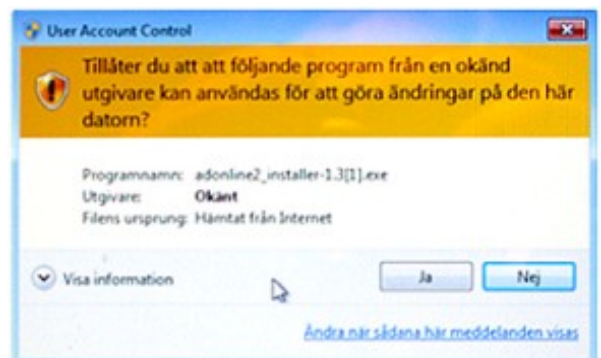 User Account Control
Tillåter du att att följande program från en okänd
utgivare kan användas för att göra ändringar på den här
datorn?
Programnamn: adonline2_installer-1.3[1].exe
Utgivare: Okänt
Filens ursprung: Hämtat från Internet
Visa information
Ja
Nej
Ändra när sådana här meddelanden visas